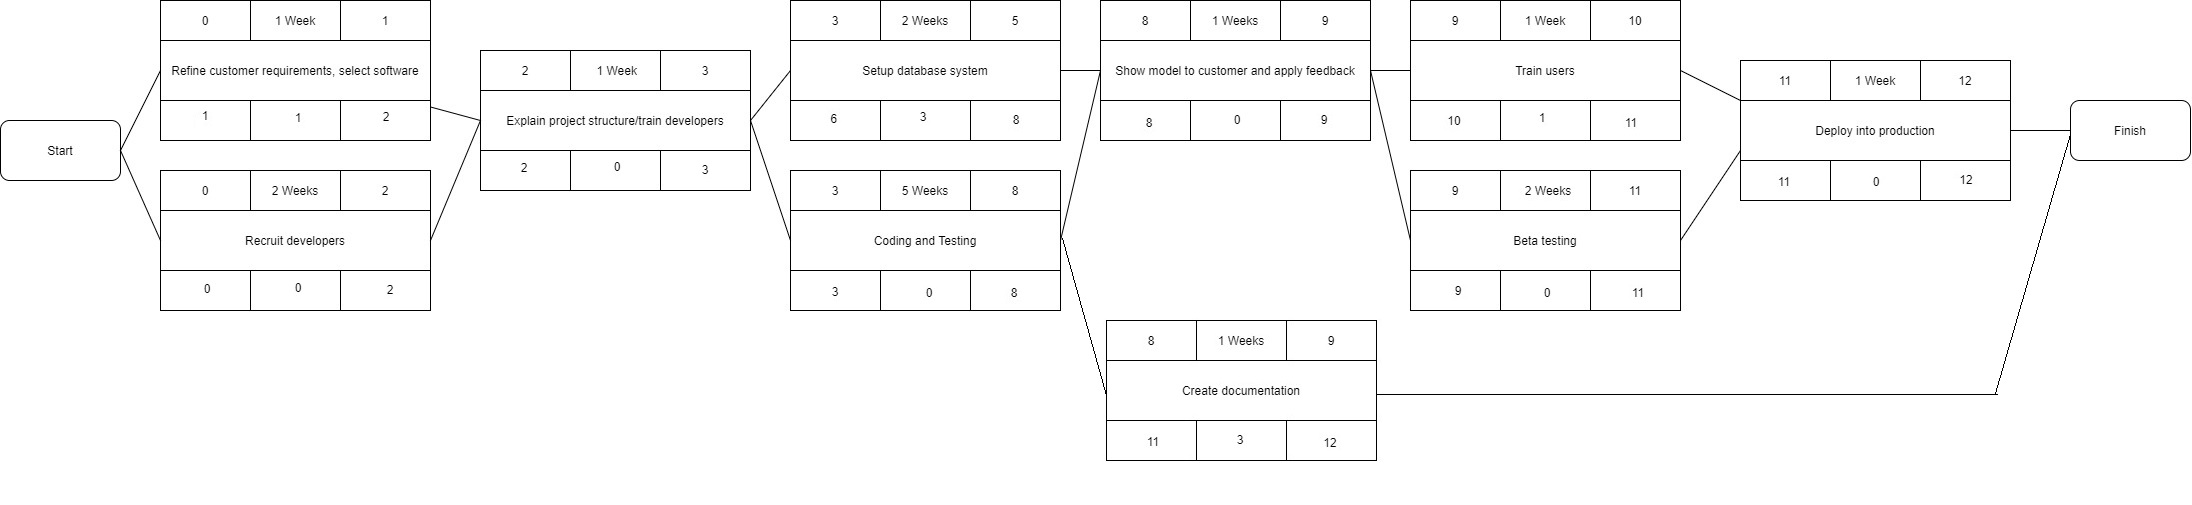 Start
0 1 Week 1
Refine customer requirements, select software
1 1 2
0 2 Weeks 2
Recruit developers
0 0 2
2 1 Week 3
Explain project structure/train developers
2 0 3
3 2 Weeks 5
Setup database system
6 3 8
3 5 Weeks 8
Coding and Testing
3 0 8
8 1 Weeks 9
Show model to customer and apply feedback
8 0 9
8 1 Weeks 9
Create documentation
11 3 12
9 1 Week 10
Train users
10 1 11
9 2 Weeks 11
Beta testing
9 0 11
11 1 Week 12
Deploy into production
11 0 12
Finish